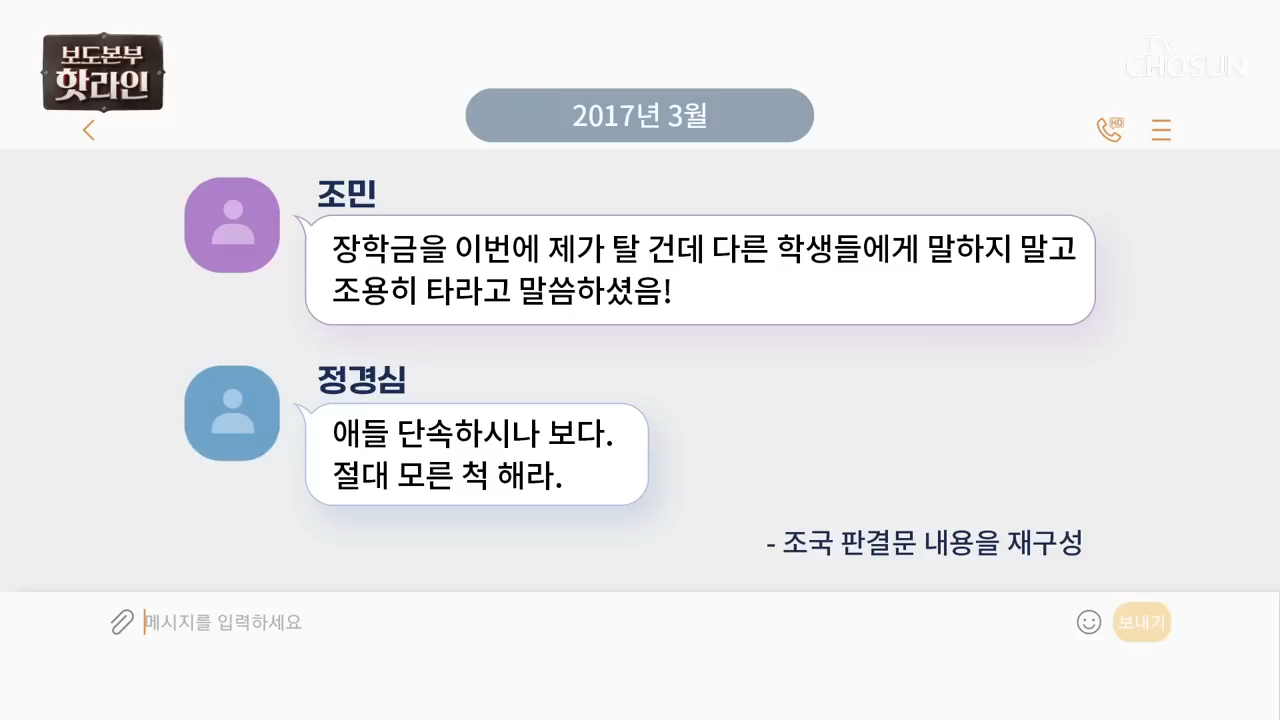 보도본부
핫라인
TV
CHOSUN
2017년 3월
HD
조민
장학금을 이번에 제가 탈 건데 다른 학생들에게 말하지 말고
조용히 타라고 말씀하셨음!
정경심
애들 단속하시나 보다.
절대 모른 척 해라.
- 조국 판결문 내용을 재구성
메시지를 입력하세요
보내기